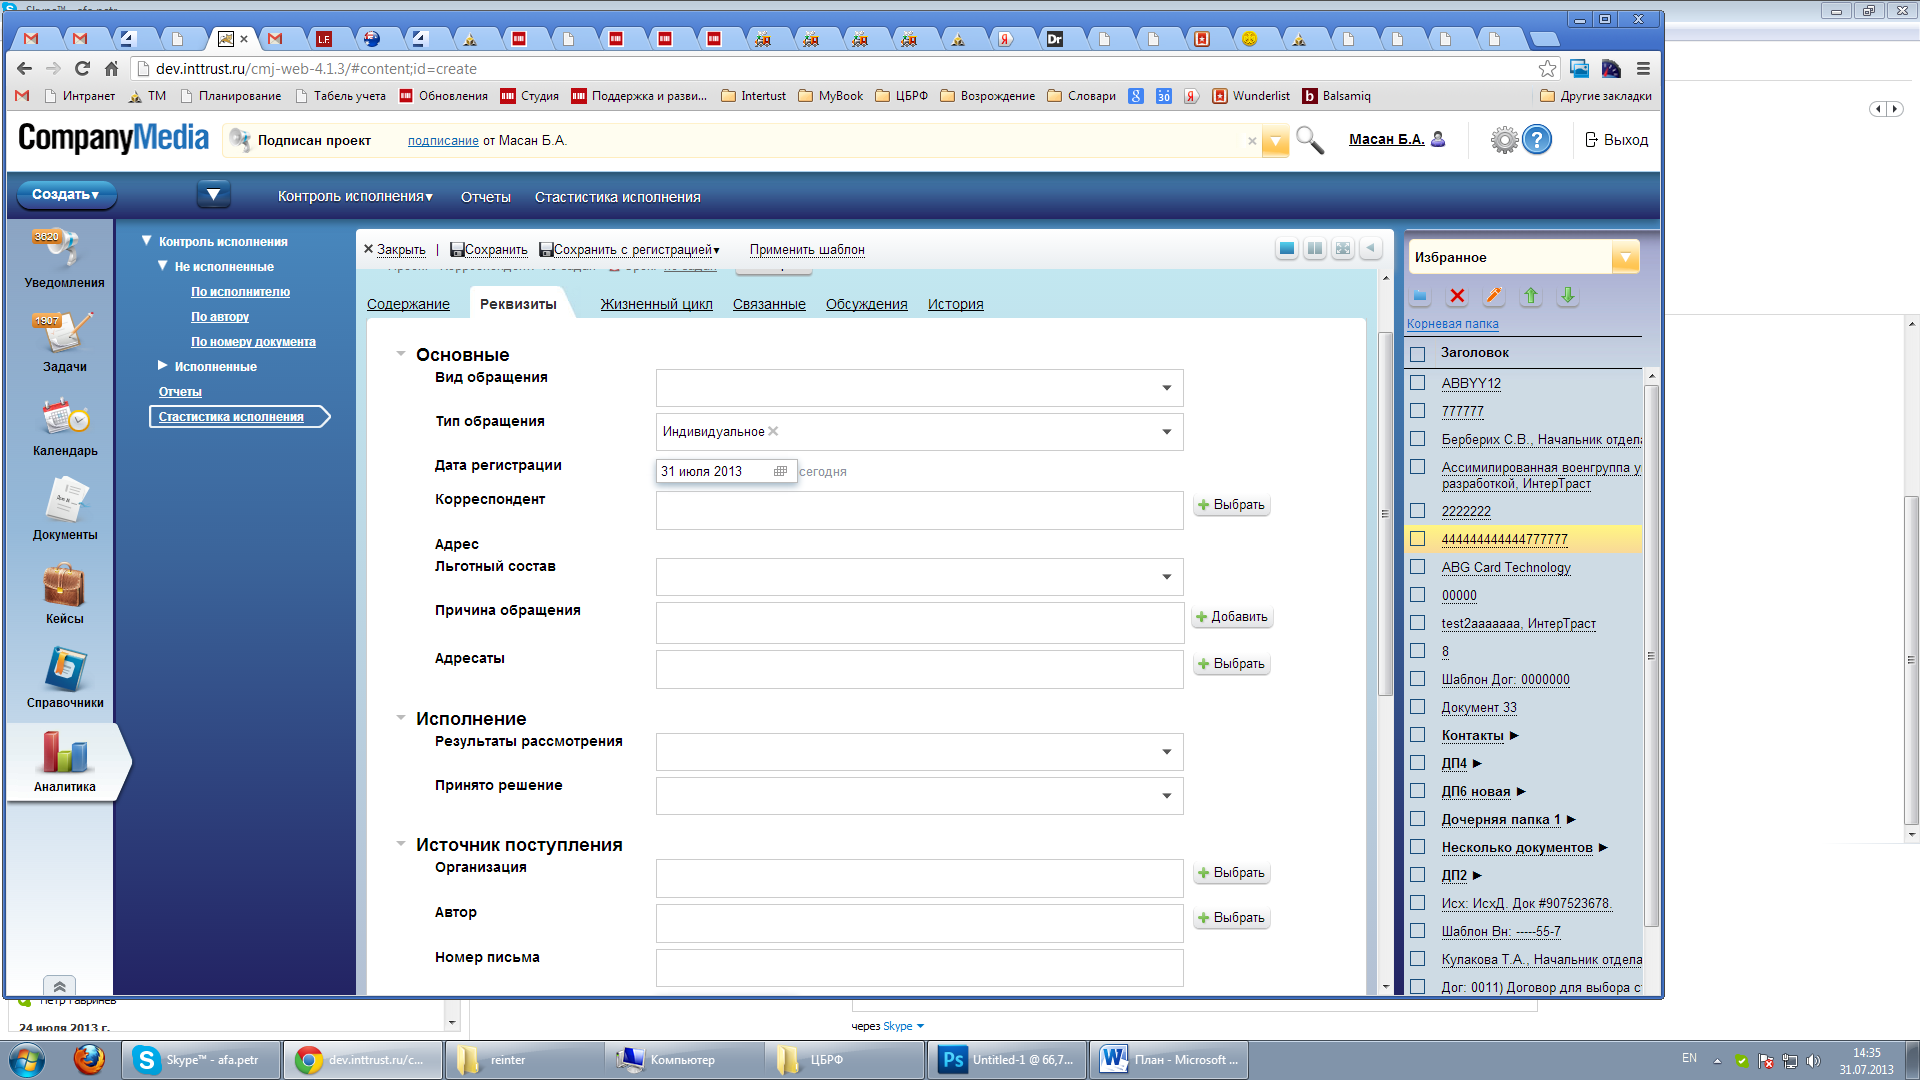 Skype™ - afa.petr
dev.inttrust.ru/cmj-web-4.1.3/#content;id=create
Интранет
ТМ
Планирование
Табель учета
Обновления
Студия
Поддержка и разви...
Intertust
MyBook
ЦБРФ
Возрождение
Словари
Wunderlist
Balsamiq
Другие закладки
CompanyMedia
Подписан проект
подписание от Масан Б.А.
Масан Б.А.
Выход
Создать
Контроль исполнения
Отчеты
Стастистика исполнения
3620
Уведомления
1907
Задачи
Календарь
Документы
Кейсы
Справочники
Аналитика
Контроль исполнения
Не исполненные
По исполнителю
По автору
По номеру документа
Исполненные
Отчеты
Стастистика исполнения
Закрыть | Сохранить Сохранить с регистрацией Применить шаблон
Содержание Реквизиты Жизненный цикл Связанные Обсуждения История
Основные
Вид обращения
Тип обращения
Индивидуальное
Дата регистрации
31 июля 2013
сегодня
Корреспондент
Выбрать
Адрес
Льготный состав
Причина обращения
Добавить
Адресаты
Выбрать
Исполнение
Результаты рассмотрения
Принято решение
Источник поступления
Организация
Выбрать
Автор
Выбрать
Номер письма
Избранное
Корневая папка
Заголовок
ABBYY12
777777
Берберих С.В., Начальник отдела
Ассимилированная военгруппа у
разработкой, ИнтерТраст
2222222
444444444444777777
ABG Card Technology
00000
test2aaaaaaa, ИнтерТраст
8
Шаблон Дог: 0000000
Документ 33
Контакты
ДП4
ДП6 новая
Дочерняя папка 1
Несколько документов
ДП2
Исх: ИсхД. Док #907523678.
Шаблон Вн: -----55-7
Кулакова Т.А., Начальник отдела
Дог: 0011) Договор для выбора с
Петр Гавринев
24 июля 2013 г.
через Skype
Skype™ - afa.petr
dev.inttrust.ru/c...
reinter
Компьютер
ЦБРФ
Untitled-1 @ 66,7...
План - Microsoft ...
EN
14:35
31.07.2013